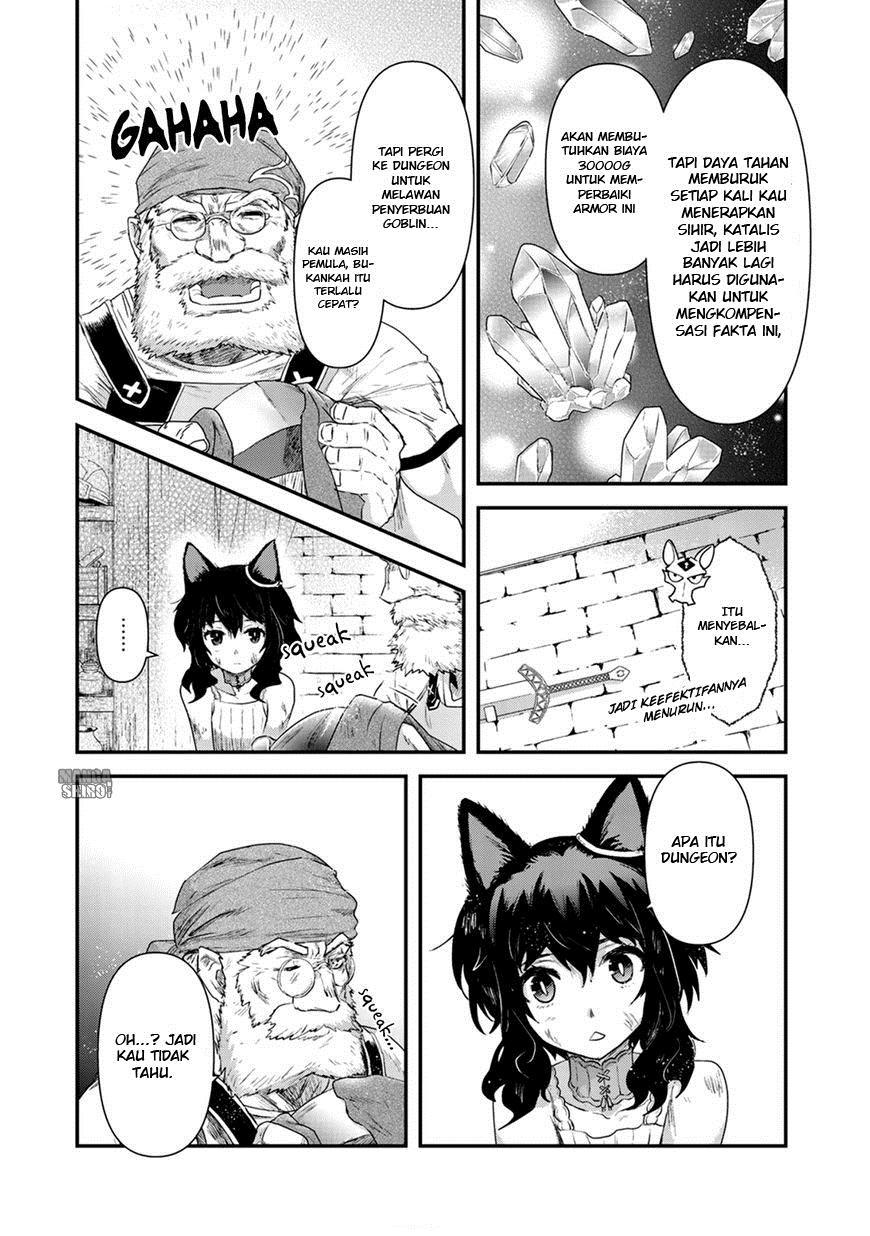 TAPI DAYA TAHAN
MEMBURUK
SETIAP KALI KAU
MENERAPKAN
SIHIR, KATALIS
JADI LEBIH
BANYAK LAGI
HARUS DIGUNA-
KAN UNTUK
MENGKOMPEN-
SASI FAKTA INI,
AKAN MEMBU-
TUHKAN BIAYA
30000G
UNTUK MEM-
PERBAIKI
ARMOR INI
TAPI PERGI
KE DUNGEON
UNTUK
MELAWAN
PENYERBUAN
GOBLIN...
KAU MASIH
PEMULA, BU-
KANKAH ITU
TERLALU
CEPAT?
GAHAHA
ITU
MENYEBAL-
KAN...
JADI KEEFEKTIFANNYA
MENURUN...
squeak
squeak
......
APA ITU
DUNGEON?
squeak...
OH...? JADI
KAU TIDAK
TAHU.
MANGA
SHIRO!